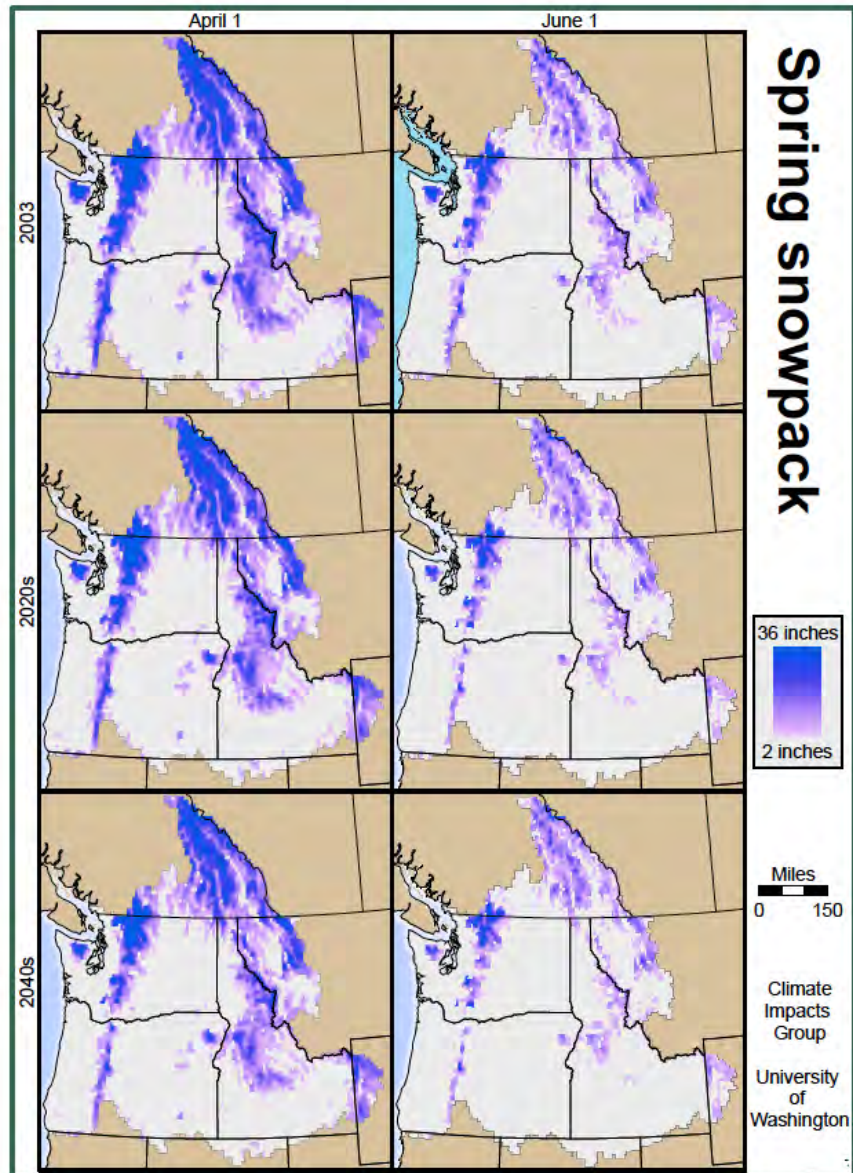 April 1
June 1
Spring snowpack
2003
2020s
2040s
36 inches
2 inches
Miles
0 150
Climate
Impacts
Group
University
of
Washington